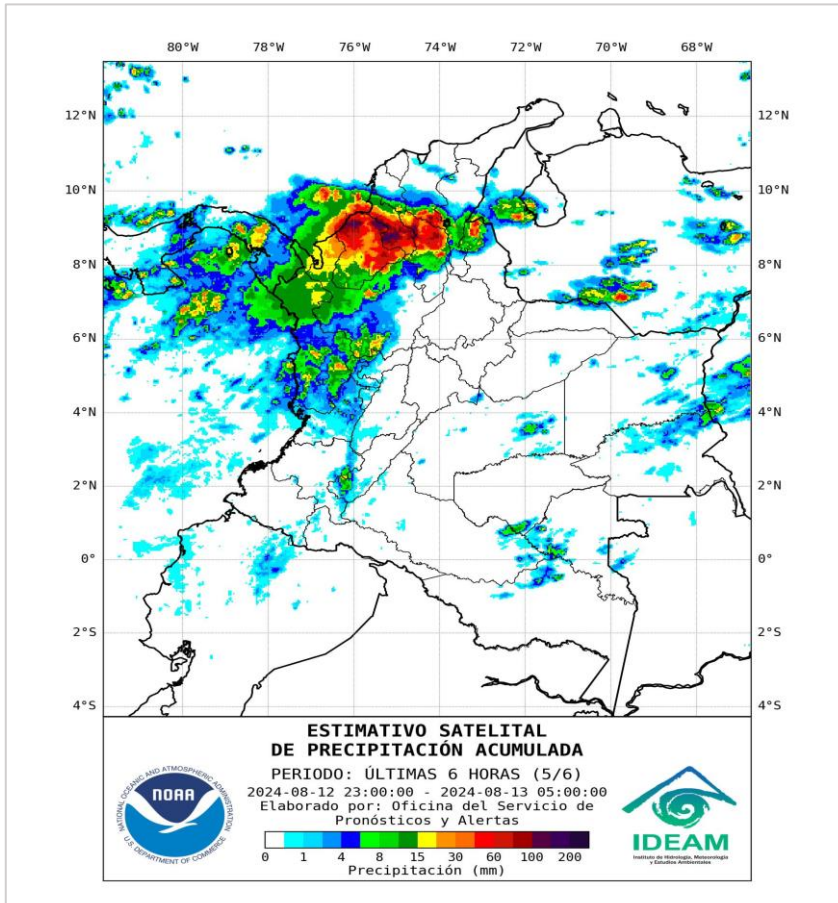 80°W 78°W 76°W 74°W 72°W 70°W 68°W
12°N 12°N
10°N 10°N
8°N 8°N
6°N 6°N
4°N 4°N
2°N 2°N
0° 0°
2°S 2°S
4°S 4°S
ESTIMATIVO SATELITAL
DE PRECIPITACIÓN ACUMULADA
PERIODO: ÚLTIMAS 6 HORAS (5/6)
2024-08-12 23:00:00 - 2024-08-13 05:00:00
Elaborado por: Oficina del Servicio de
Pronósticos y Alertas
0 1 4 8 15 30 60 100 200
Precipitación (mm)
NATIONAL OCEANIC AND ATMOSPHERIC ADMINISTRATION
NOAA
U.S. DEPARTMENT OF COMMERCE
IDEAM
Instituto de Hidrología, Meteorología
y Estudios Ambientales